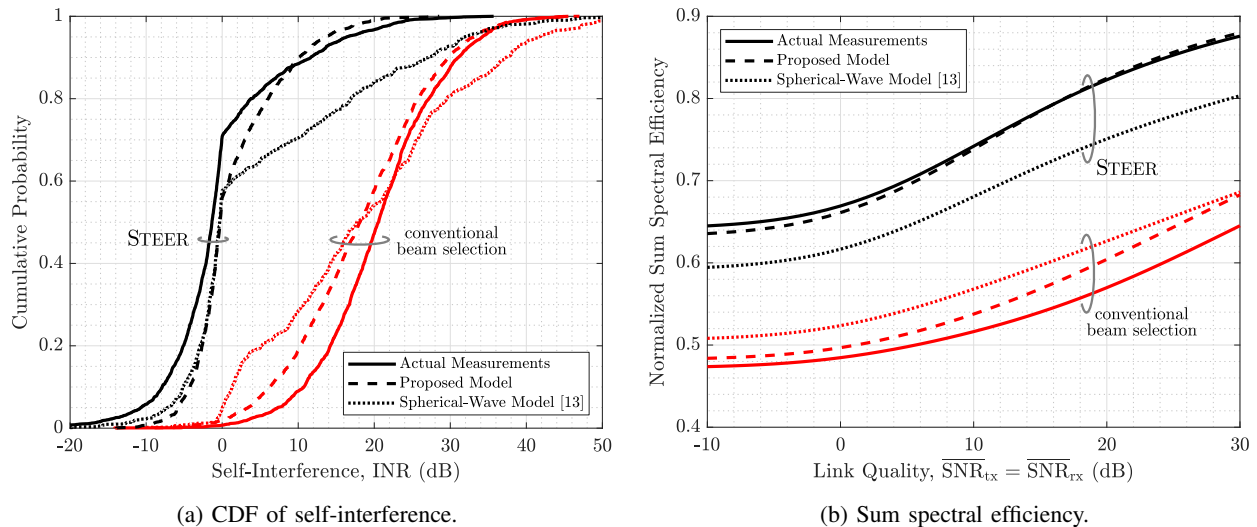 1
0.8
0.6
0.4
0.2
0
Cumulative Probability
STEER
conventional
beam selection
Actual Measurements
Proposed Model
Spherical-Wave Model [13]
-20
-10
0
10
20
30
40
50
Self-Interference, INR (dB)
(a) CDF of self-interference.
0.9
0.8
0.7
0.6
0.5
0.4
Normalized Sum Spectral Efficiency
Actual Measurements
Proposed Model
Spherical-Wave Model [13]
STEER
conventional
beam selection
-10
0
10
20
30
Link Quality, S̅N̅R̅tx = S̅N̅R̅rx (dB)
(b) Sum spectral efficiency.